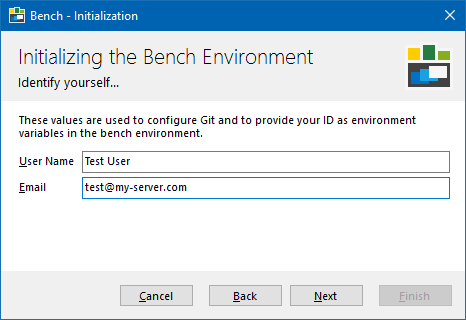 Bench - Initialization
Initializing the Bench Environment
Identify yourself...
These values are used to configure Git and to provide your ID as environment
variables in the bench environment.
User Name Test User
Email test@my-server.com
Cancel Back Next Finish